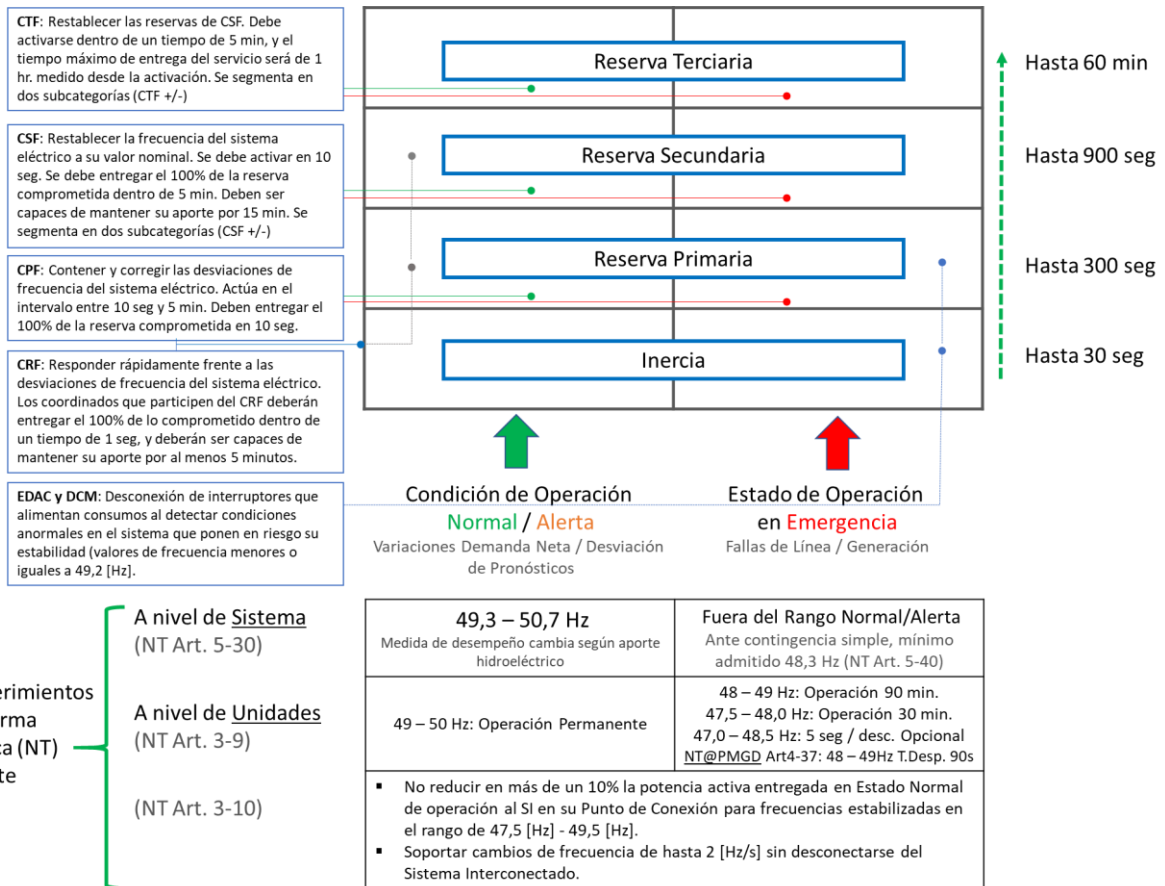 CTF: Restablecer las reservas de CSF. Debe
activarse dentro de un tiempo de 5 min, y el
tiempo máximo de entrega del servicio será de 1
hr. medido desde la activación. Se segmenta en
dos subcategorías (CTF +/-)
CSF: Restablecer la frecuencia del sistema
eléctrico a su valor nominal. Se debe activar en 10
seg. Se debe entregar el 100% de la reserva
comprometida dentro de 5 min. Deben ser
capaces de mantener su aporte por 15 min. Se
segmenta en dos subcategorías (CSF +/-)
CPF: Contener y corregir las desviaciones de
frecuencia del sistema eléctrico. Actúa en el
intervalo entre 10 seg y 5 min. Deben entregar el
100% de la reserva comprometida en 10 seg.
CRF: Responder rápidamente frente a las
desviaciones de frecuencia del sistema eléctrico.
Los coordinados que participen del CRF deberán
entregar el 100% de lo comprometido dentro de
un tiempo de 1 seg, y deberán ser capaces de
mantener su aporte por al menos 5 minutos.
EDAC y DCM: Desconexión de interruptores que
alimentan consumos al detectar condiciones
anormales en el sistema que ponen en riesgo su
estabilidad (valores de frecuencia menores o
iguales a 49,2 [Hz].
Reserva Terciaria
Reserva Secundaria
Reserva Primaria
Inercia
Hasta 60 min
Hasta 900 seg
Hasta 300 seg
Hasta 30 seg
Condición de Operación
Normal / Alerta
Variaciones Demanda Neta / Desviación
de Pronósticos
Estado de Operación
en Emergencia
Fallas de Línea / Generación
erimientos
rma
ca (NT)
te
A nivel de Sistema
(NT Art. 5-30)
A nivel de Unidades
(NT Art. 3-9)
(NT Art. 3-10)
49,3 – 50,7 Hz
Medida de desempeño cambia según aporte
hidroeléctrico
Fuera del Rango Normal/Alerta
Ante contingencia simple, mínimo
admitido 48,3 Hz (NT Art. 5-40)
49 – 50 Hz: Operación Permanente
48 – 49 Hz: Operación 90 min.
47,5 – 48,0 Hz: Operación 30 min.
47,0 – 48,5 Hz: 5 seg / desc. Opcional
NT@PMGD Art4-37: 48 – 49Hz T.Desp. 90s
▪ No reducir en más de un 10% la potencia activa entregada en Estado Normal
de operación al SI en su Punto de Conexión para frecuencias estabilizadas en
el rango de 47,5 [Hz] - 49,5 [Hz].
▪ Soportar cambios de frecuencia de hasta 2 [Hz/s] sin desconectarse del
Sistema Interconectado.